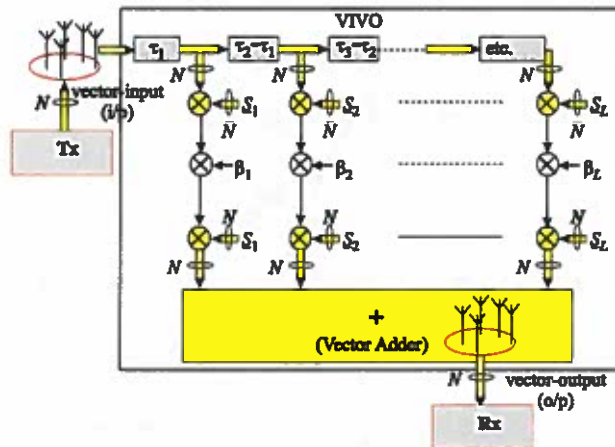 VIVO
τ1 τ2-τ1 τ3-τ2 etc.
N N N N
vector-input
(i/p)
N
Tx
S1 S2 SL
N̄ N̄ N̄
β1 β2 βL
N N N
S1 S2 SL
N N N
+
(Vector Adder)
N
vector-output
(o/p)
Rx